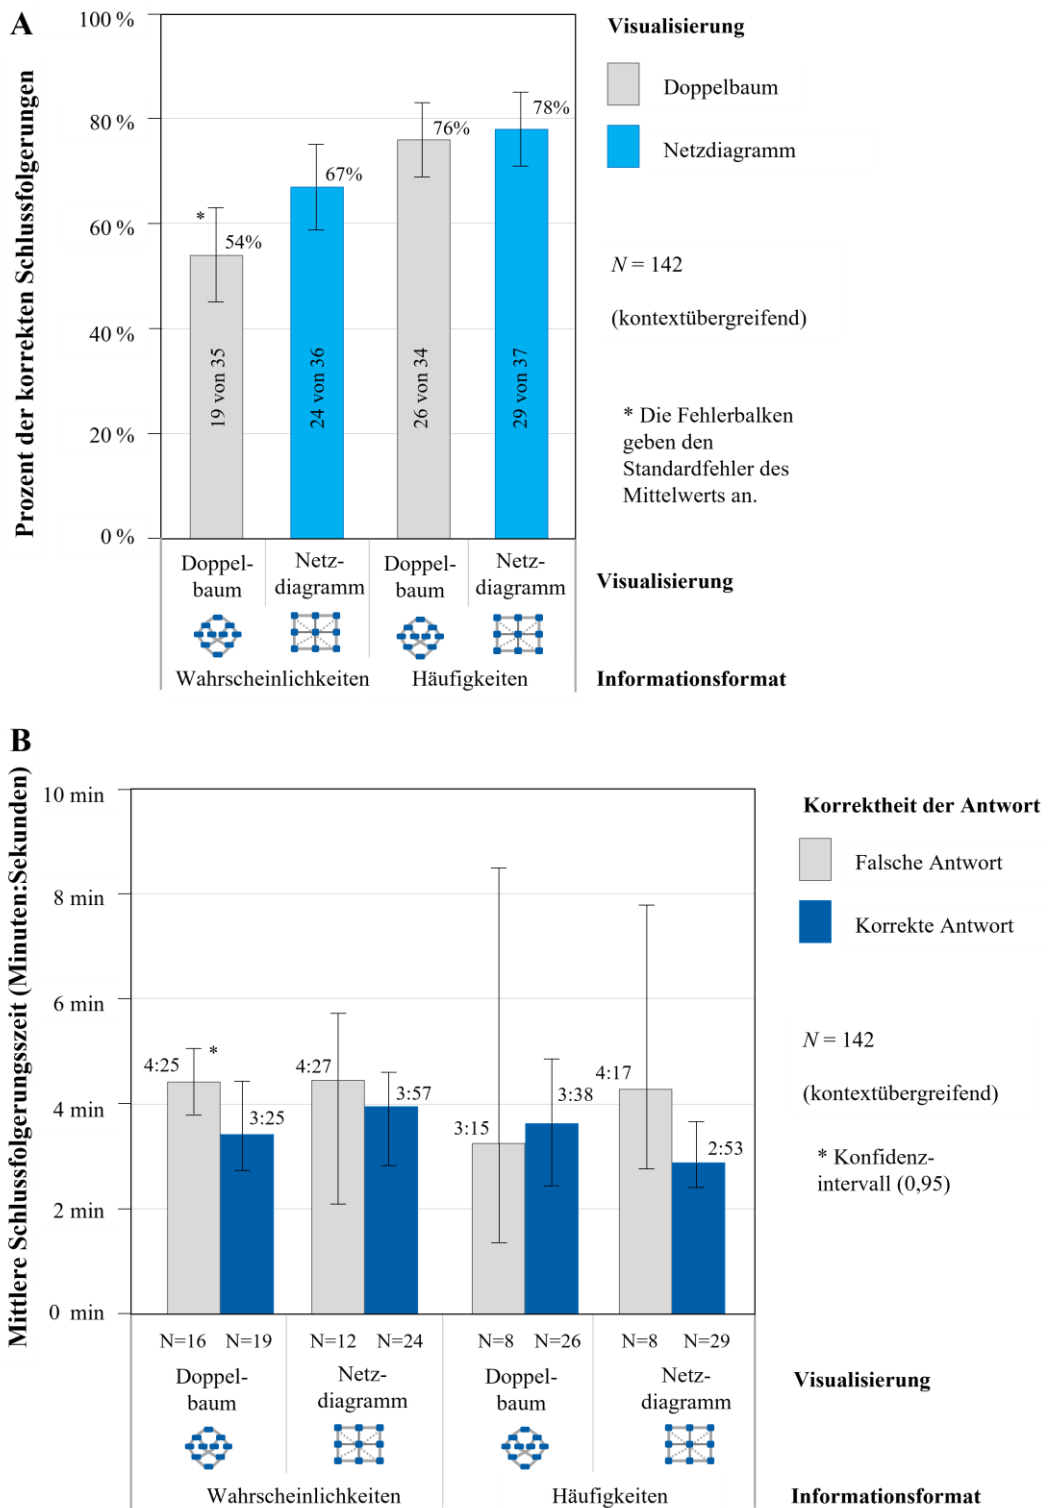 A
Prozent der korrekten Schlussfolgerungen
100 %
80 %
60 %
40 %
20 %
0 %
*
54%
67%
76%
78%
19 von 35
24 von 36
26 von 34
29 von 37
Visualisierung
Doppelbaum
Netzdiagramm
N = 142
(kontextübergreifend)
* Die Fehlerbalken
geben den
Standardfehler des
Mittelwerts an.
Doppel-
baum
Netz-
diagramm
Doppel-
baum
Netz-
diagramm
Visualisierung
Wahrscheinlichkeiten
Häufigkeiten
Informationsformat
B
Mittlere Schlussfolgerungszeit (Minuten:Sekunden)
10 min
8 min
6 min
4 min
2 min
0 min
4:25
*
3:25
4:27
3:57
3:15
3:38
4:17
2:53
Korrektheit der Antwort
Falsche Antwort
Korrekte Antwort
N = 142
(kontextübergreifend)
* Konfidenz-
intervall (0,95)
N=16 N=19 N=12 N=24 N=8 N=26 N=8 N=29
Doppel-
baum
Netz-
diagramm
Doppel-
baum
Netz-
diagramm
Visualisierung
Wahrscheinlichkeiten
Häufigkeiten
Informationsformat